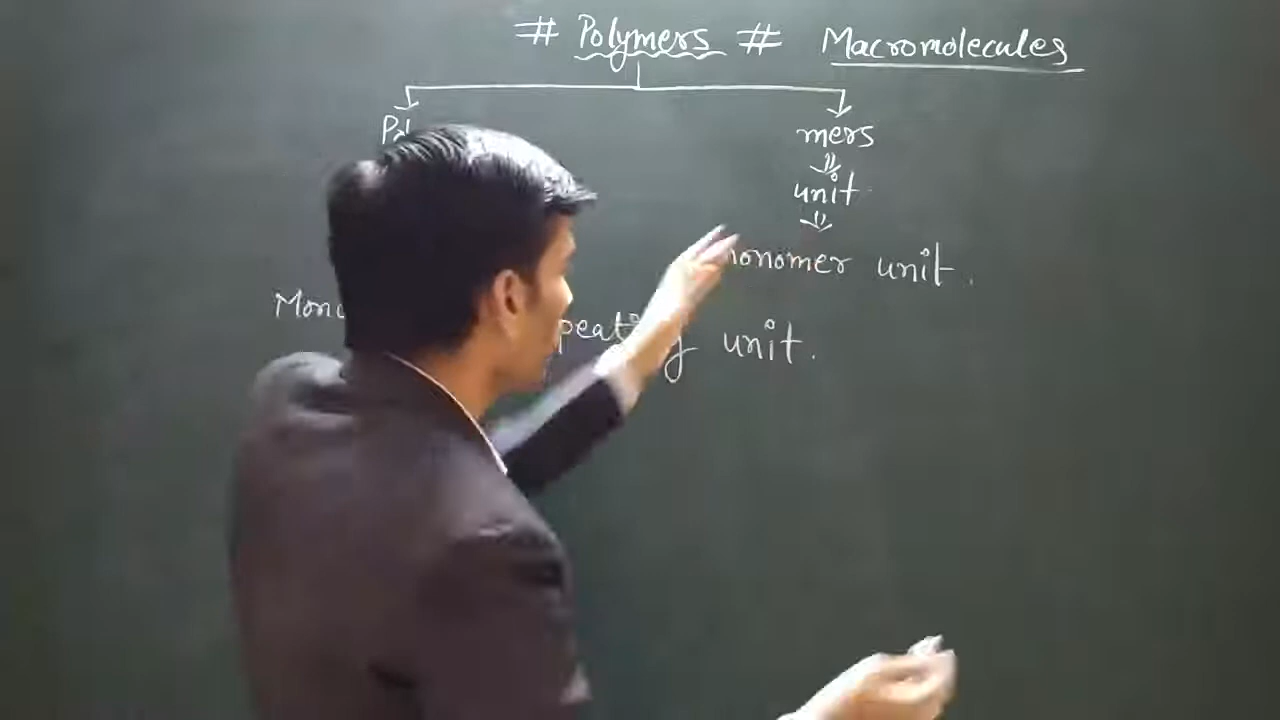 # Polymers # Macromolecules
mers
unit
monomer unit.
unit.